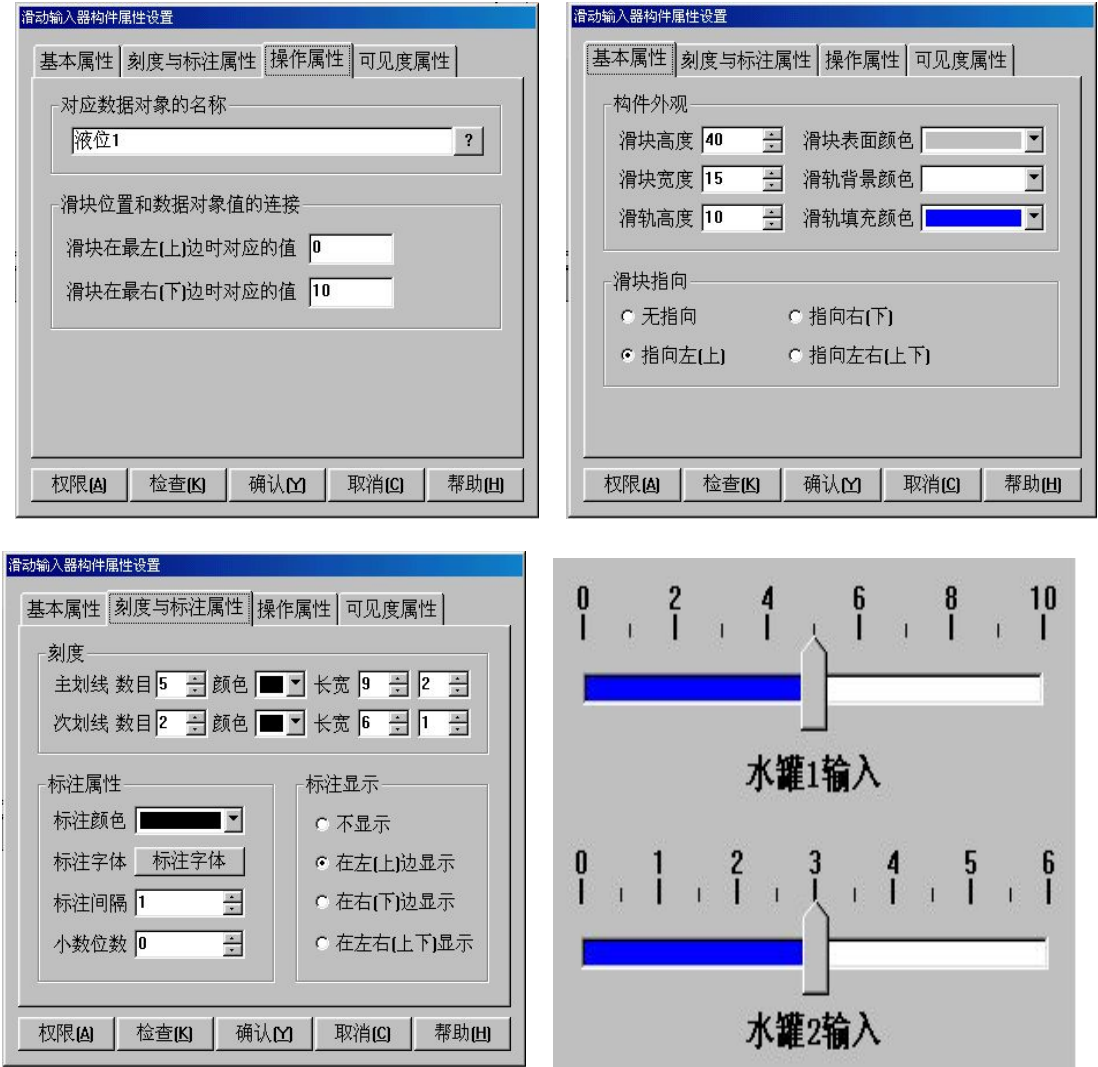 滑动输入器构件属性设置
基本属性 刻度与标注属性 操作属性 可见度属性
对应数据对象的名称
液位1 ?
滑块位置和数据对象值的连接
滑块在最左(上)边时对应的值 0
滑块在最右(下)边时对应的值 10
权限(A) 检查(K) 确认(Y) 取消(C) 帮助(H)
滑动输入器构件属性设置
基本属性 刻度与标注属性 操作属性 可见度属性
构件外观
滑块高度 40 滑块表面颜色
滑块宽度 15 滑轨背景颜色
滑轨高度 10 滑轨填充颜色
滑块指向
无指向 指向右(下)
指向左(上) 指向左右(上下)
权限(A) 检查(K) 确认(Y) 取消(C) 帮助(H)
滑动输入器构件属性设置
基本属性 刻度与标注属性 操作属性 可见度属性
刻度
主划线 数目 5 颜色 长宽 9 2
次划线 数目 2 颜色 长宽 6 1
标注属性
标注颜色
标注字体 标注字体
标注间隔 1
小数位数 0
标注显示
不显示
在左(上)边显示
在右(下)边显示
在左右(上下)显示
权限(A) 检查(K) 确认(Y) 取消(C) 帮助(H)
0 2 4 6 8 10
水罐1输入
0 1 2 3 4 5 6
水罐2输入